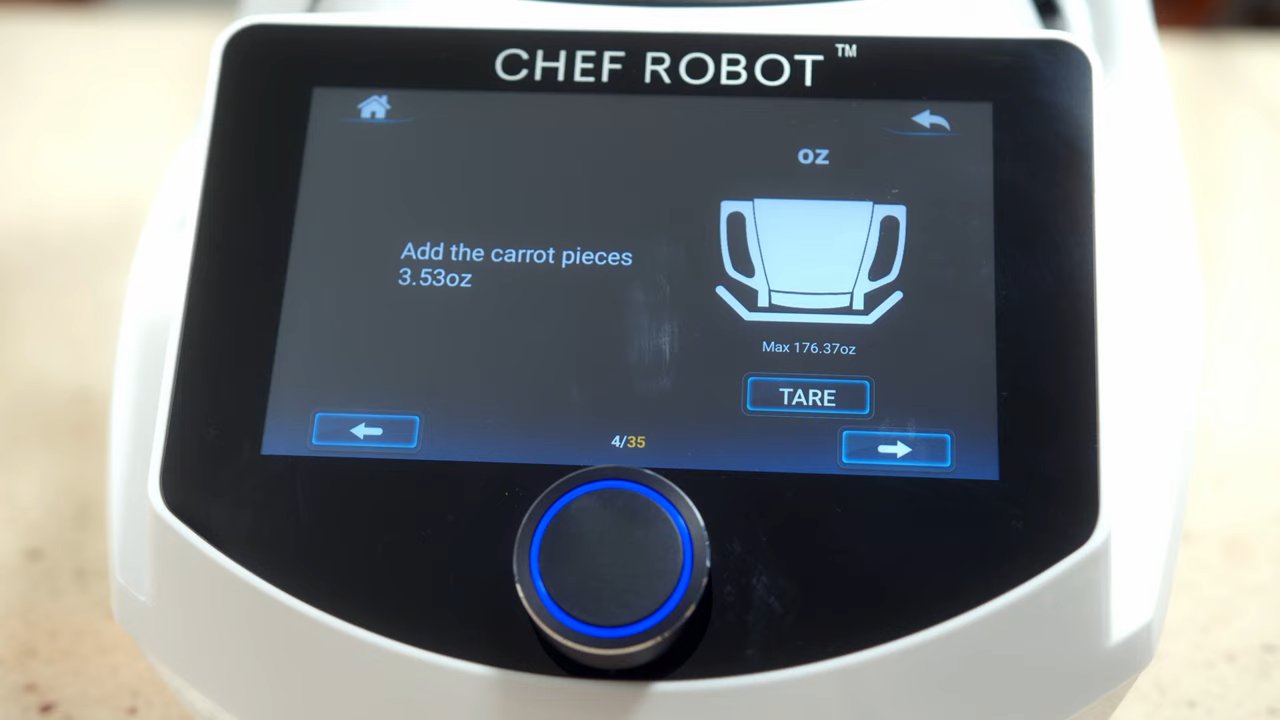 CHEF ROBOT™
oz
Add the carrot pieces
3.53oz
Max 176.37oz
TARE
4/35